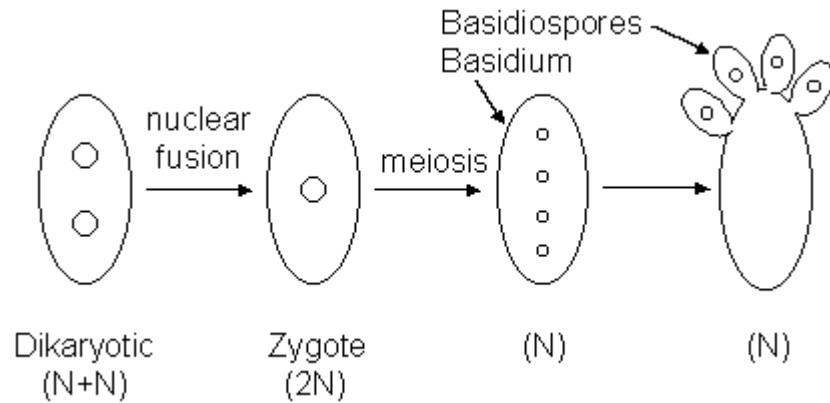 Basidiospores
Basidium
nuclear
fusion
meiosis
Dikaryotic
(N+N)
Zygote
(2N)
(N)
(N)